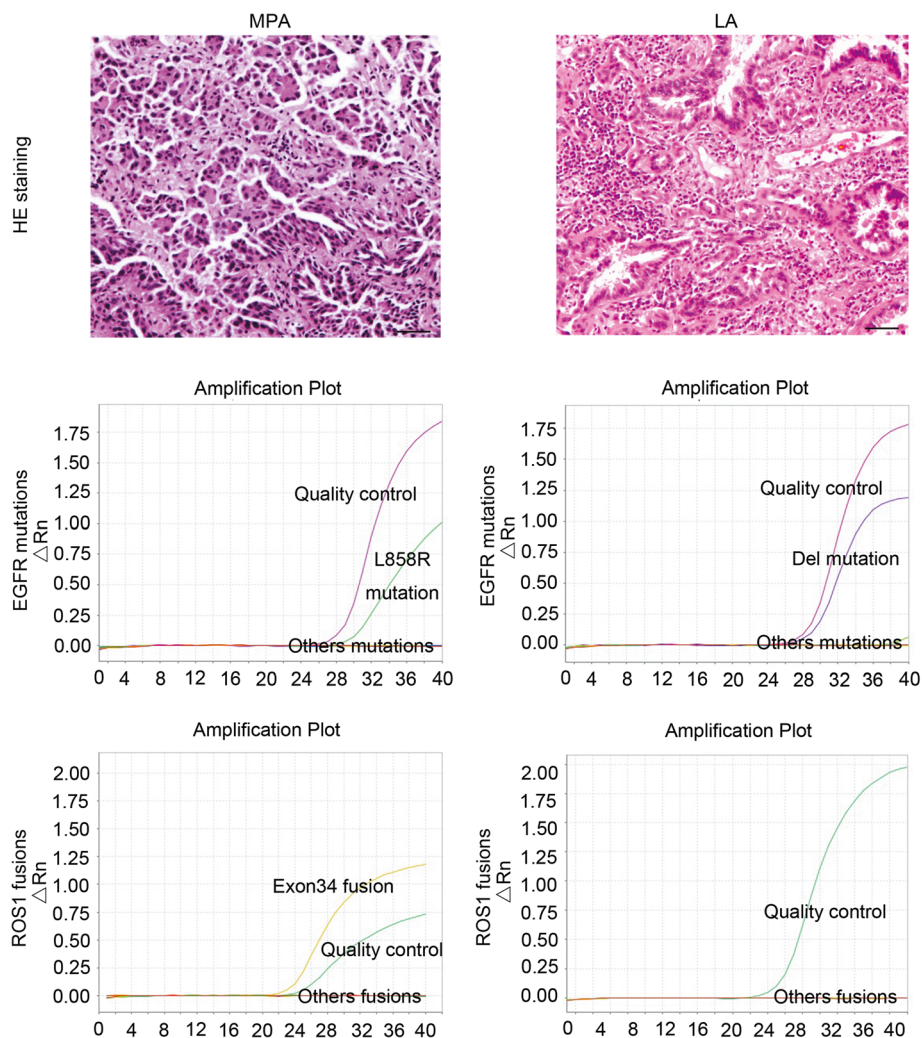 MPA
LA
HE staining
Amplification Plot
EGFR mutations
△Rn
1.75
1.50
1.25
1.00
0.75
0.50
0.25
0.00
Quality control
L858R
mutation
Others mutations
0 4 8 12 16 20 24 28 32 36 40
Amplification Plot
EGFR mutations
△Rn
1.75
1.50
1.25
1.00
0.75
0.50
0.25
0.00
Quality control
Del mutation
Others mutations
0 4 8 12 16 20 24 28 32 36 40
Amplification Plot
ROS1 fusions
△Rn
2.00
1.75
1.50
1.25
1.00
0.75
0.50
0.25
0.00
Exon34 fusion
Quality control
Others fusions
0 4 8 12 16 20 24 28 32 36 40
Amplification Plot
ROS1 fusions
△Rn
2.00
1.75
1.50
1.25
1.00
0.75
0.50
0.25
0.00
Quality control
Others fusions
0 4 8 12 16 20 24 28 32 36 40